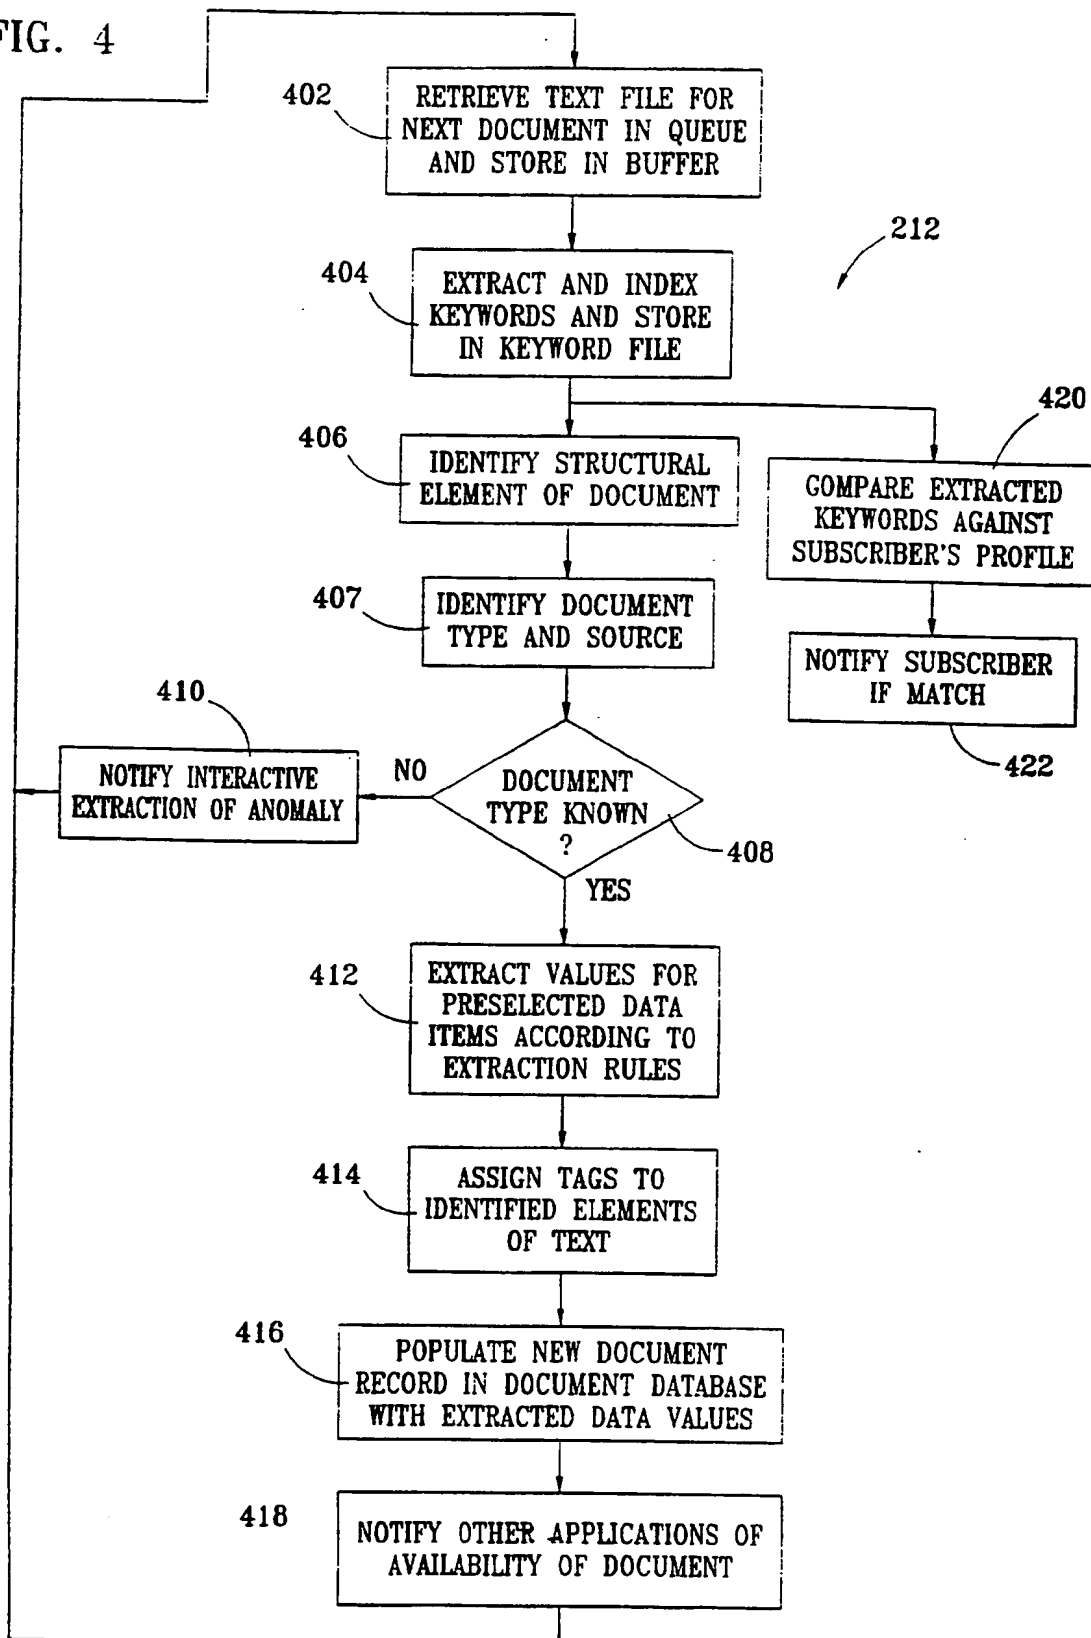 FIG. 4
402
RETRIEVE TEXT FILE FOR
NEXT DOCUMENT IN QUEUE
AND STORE IN BUFFER
212
404
EXTRACT AND INDEX
KEYWORDS AND STORE
IN KEYWORD FILE
420
406
IDENTIFY STRUCTURAL
ELEMENT OF DOCUMENT
GOMPARE EXTRACTED
KEYWORDS AGAINST
SUBSCRIBER'S PROFILE
407
IDENTIFY DOCUMENT
TYPE AND SOURCE
NOTIFY SUBSCRIBER
IF MATCH
422
410
NOTIFY INTERACTIVE
EXTRACTION OF ANOMALY
NO
DOCUMENT
TYPE KNOWN
?
408
YES
412
EXTRACT VALUES FOR
PRESELECTED DATA
ITEMS ACCORDING TO
EXTRACTION RULES
414
ASSIGN TAGS TO
IDENTIFIED ELEMENTS
OF TEXT
416
POPULATE NEW DOCUMENT
RECORD IN DOCUMENT DATABASE
WITH EXTRACTED DATA VALUES
418
NOTIFY OTHER APPLICATIONS OF
AVAILABILITY OF DOCUMENT